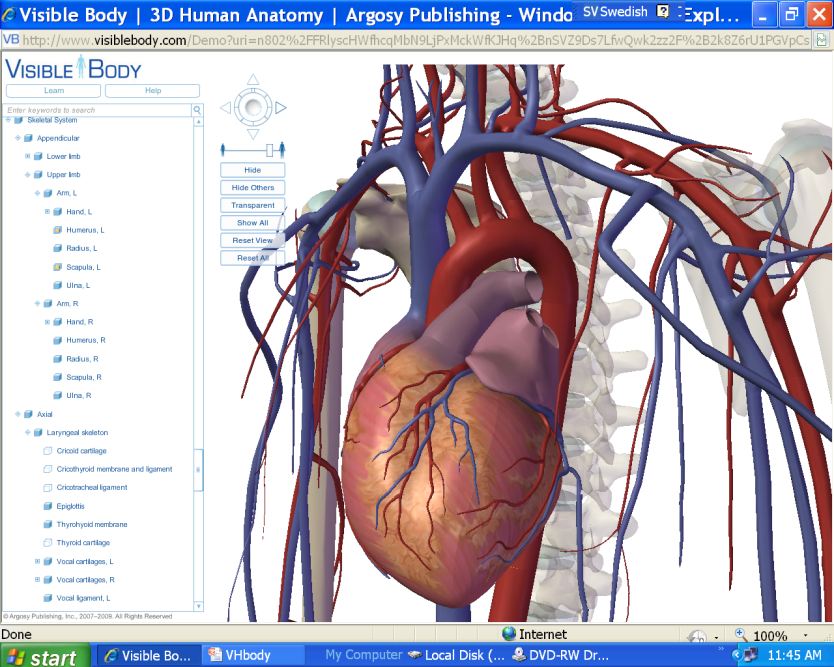 Visible Body | 3D Human Anatomy | Argosy Publishing - Windo
SV Swedish
?
Expl...
VB http://www.visiblebody.com/Demo?uri=n802%2FFRlyscHWfhcqMbN9LjPxMckWfKJHq%2BnSVZ9Ds7LfwQwk2zz2F%2B2k8Z6rU1PGVpCs
VISIBLE BODY
Learn
Help
Enter keywords to search
Skeletal System
Appendicular
Lower limb
Upper limb
Arm, L
Hand, L
Humerus, L
Radius, L
Scapula, L
Ulna, L
Arm, R
Hand, R
Humerus, R
Radius, R
Scapula, R
Ulna, R
Axial
Laryngeal skeleton
Cricoid cartilage
Cricothyroid membrane and ligament
Cricotracheal ligament
Epiglottis
Thyrohyoid membrane
Thyroid cartilage
Vocal cartilages, L
Vocal cartilages, R
Vocal ligament, L
© Argosy Publishing, Inc., 2007-2009. All Rights Reserved
Hide
Hide Others
Transparent
Show All
Reset View
Reset All
Done
Internet
100%
start
Visible Bo...
VHbody
My Computer
Local Disk (...
DVD-RW Dr...
»
11:45 AM